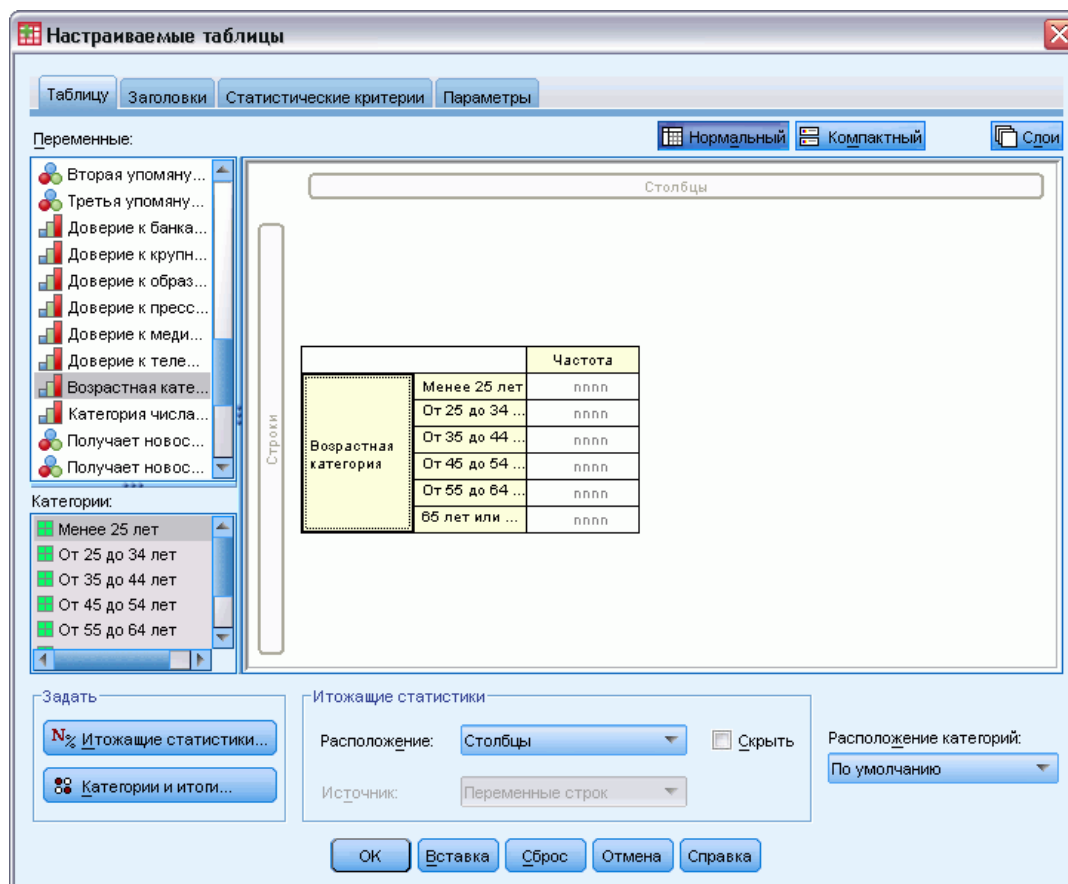 Настраиваемые таблицы
Таблицу Заголовки Статистические критерии Параметры
Переменные:
Нормальный Компактный Слои
Вторая упомяну...
Третья упомяну...
Доверие к банка...
Доверие к крупн...
Доверие к образ...
Доверие к пресс...
Доверие к меди...
Доверие к теле...
Возрастная кате...
Категория числа...
Получает новос...
Получает новос...
Категории:
Менее 25 лет
От 25 до 34 лет
От 35 до 44 лет
От 45 до 54 лет
От 55 до 64 лет
Столбцы
Строки
Частота
Возрастная категория
Менее 25 лет nnnn
От 25 до 34 ... nnnn
От 35 до 44 ... nnnn
От 45 до 54 ... nnnn
От 55 до 64 ... nnnn
65 лет или ... nnnn
Задать
N% Итожащие статистики...
Категории и итоги...
Итожащие статистики
Расположение: Столбцы Скрыть
Источник: Переменные строк
Расположение категорий:
По умолчанию
OK Вставка Сброс Отмена Справка